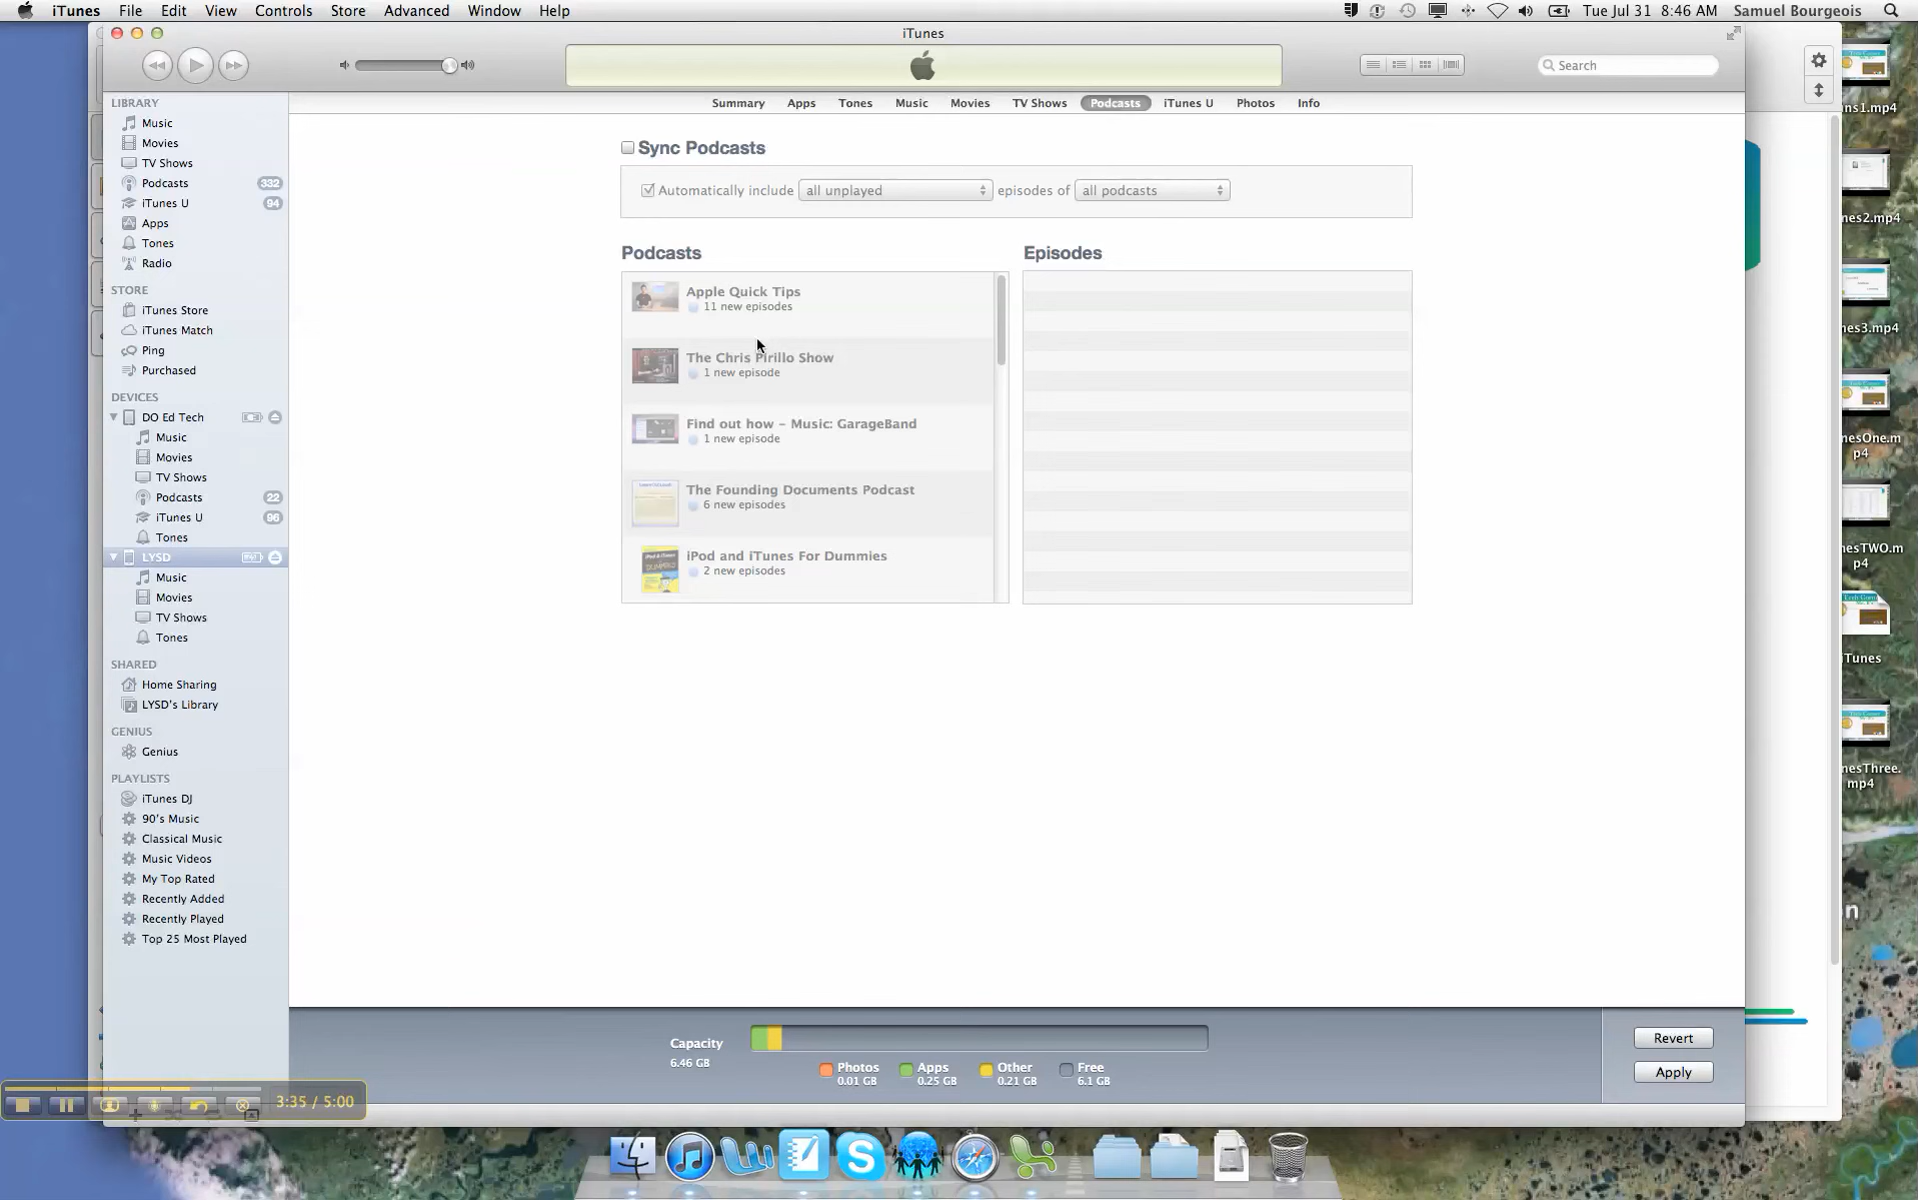 iTunes File Edit View Controls Store Advanced Window Help
Tue Jul 31 8:46 AM Samuel Bourgeois
iTunes
Search
Summary Apps Tones Music Movies TV Shows Podcasts iTunes U Photos Info
LIBRARY
Music
Movies
TV Shows
Podcasts 332
iTunes U 94
Apps
Tones
Radio
STORE
iTunes Store
iTunes Match
Ping
Purchased
DEVICES
DO Ed Tech
Music
Movies
TV Shows
Podcasts 22
iTunes U 96
Tones
LYSD
Music
Movies
TV Shows
Tones
SHARED
Home Sharing
LYSD's Library
GENIUS
Genius
PLAYLISTS
iTunes DJ
90's Music
Classical Music
Music Videos
My Top Rated
Recently Added
Recently Played
Top 25 Most Played
Sync Podcasts
Automatically include all unplayed episodes of all podcasts
Podcasts
Apple Quick Tips
11 new episodes
The Chris Pirillo Show
1 new episode
Find out how – Music: GarageBand
1 new episode
The Founding Documents Podcast
6 new episodes
iPod and iTunes For Dummies
2 new episodes
Episodes
Capacity
6.46 GB
Photos
0.01 GB
Apps
0.25 GB
Other
0.21 GB
Free
6.1 GB
Revert
Apply
3:35 / 5:00
ns1.mp4
nes2.mp4
nes3.mp4
nesOne.m
p4
nesTWO.m
p4
Tunes
nesThree.
mp4
on